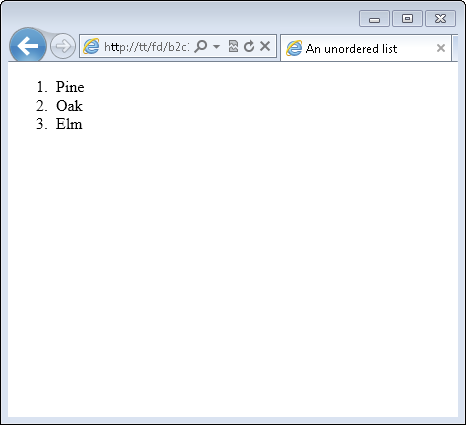 http://tt/fd/b2c
An unordered list
1. Pine
2. Oak
3. Elm